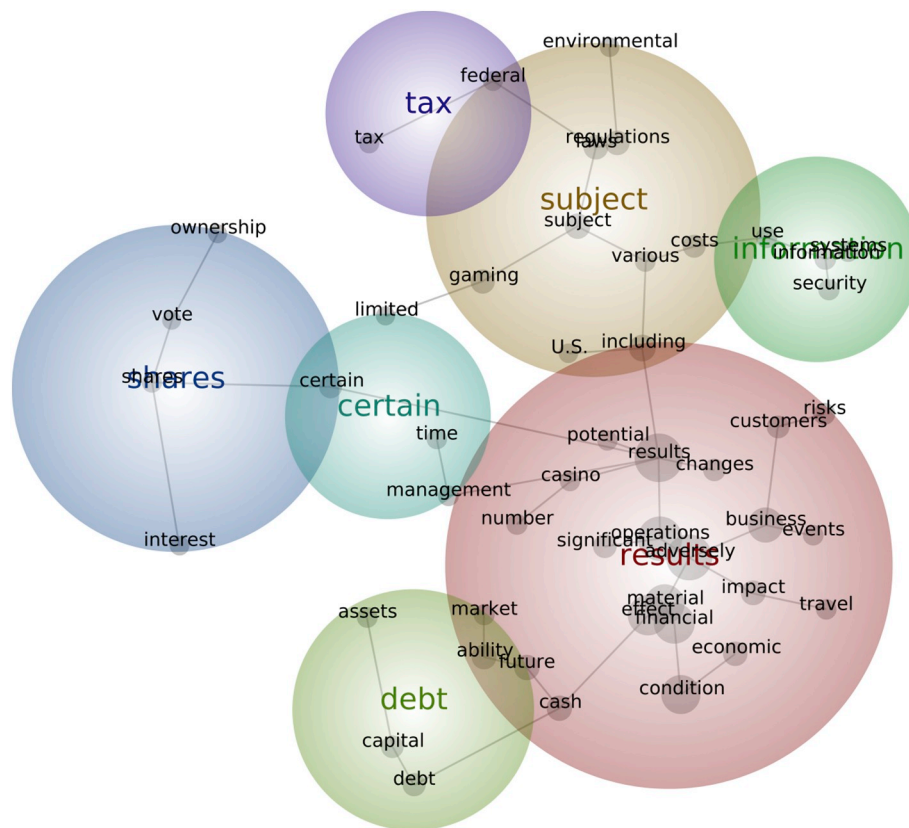 environmental
federal
tax
tax
regulations
laws
subject
subject
ownership
costs
use
information
systems
information
various
gaming
security
vote
limited
including
U.S.
shares
shares
certain
certain
time
risks
customers
potential
results
changes
casino
management
number
business
events
operations
significant
adversely
results
interest
impact
material
travel
effect
financial
assets
market
economic
ability
future
condition
debt
cash
capital
debt